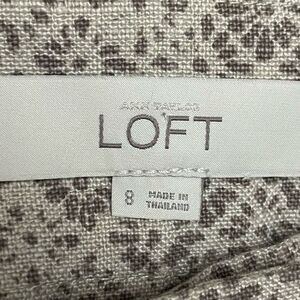 ANN TAYLOR
LOFT
8
MADE IN
THAILAND